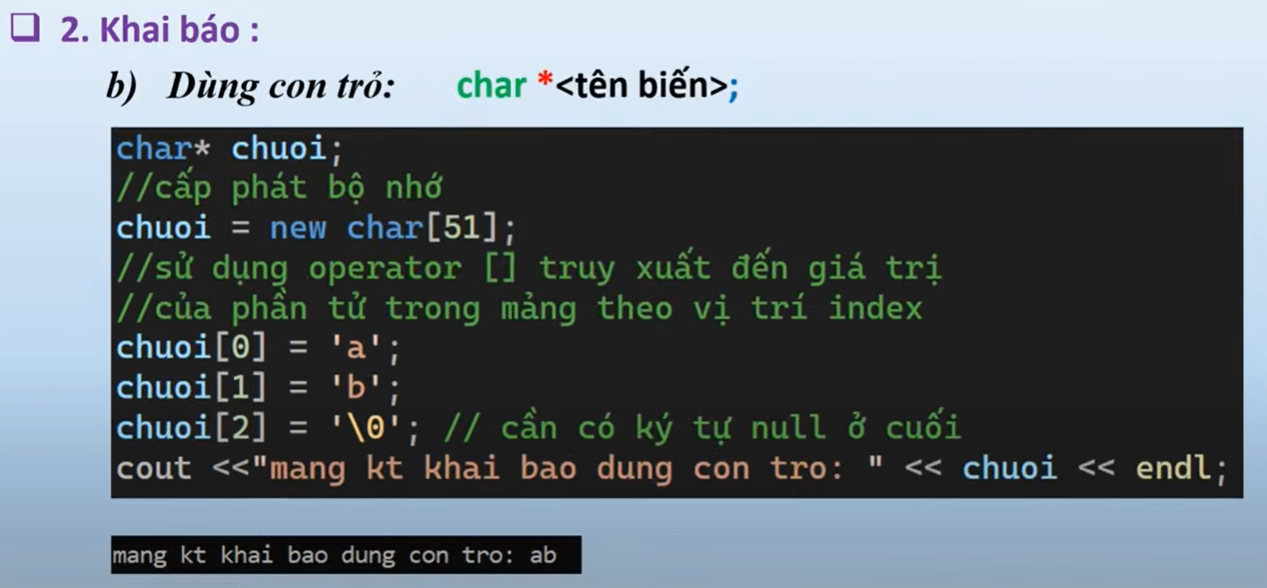 2. Khai báo :
b) Dùng con trỏ: char *<tên biến>;
char* chuoi;
//cấp phát bộ nhớ
chuoi = new char[51];
//sử dụng operator [] truy xuất đến giá trị
//của phần tử trong mảng theo vị trí index
chuoi[0] = 'a';
chuoi[1] = 'b';
chuoi[2] = '\0'; // cần có ký tự null ở cuối
cout <<"mang kt khai bao dung con tro: " << chuoi << endl;
mang kt khai bao dung con tro: ab